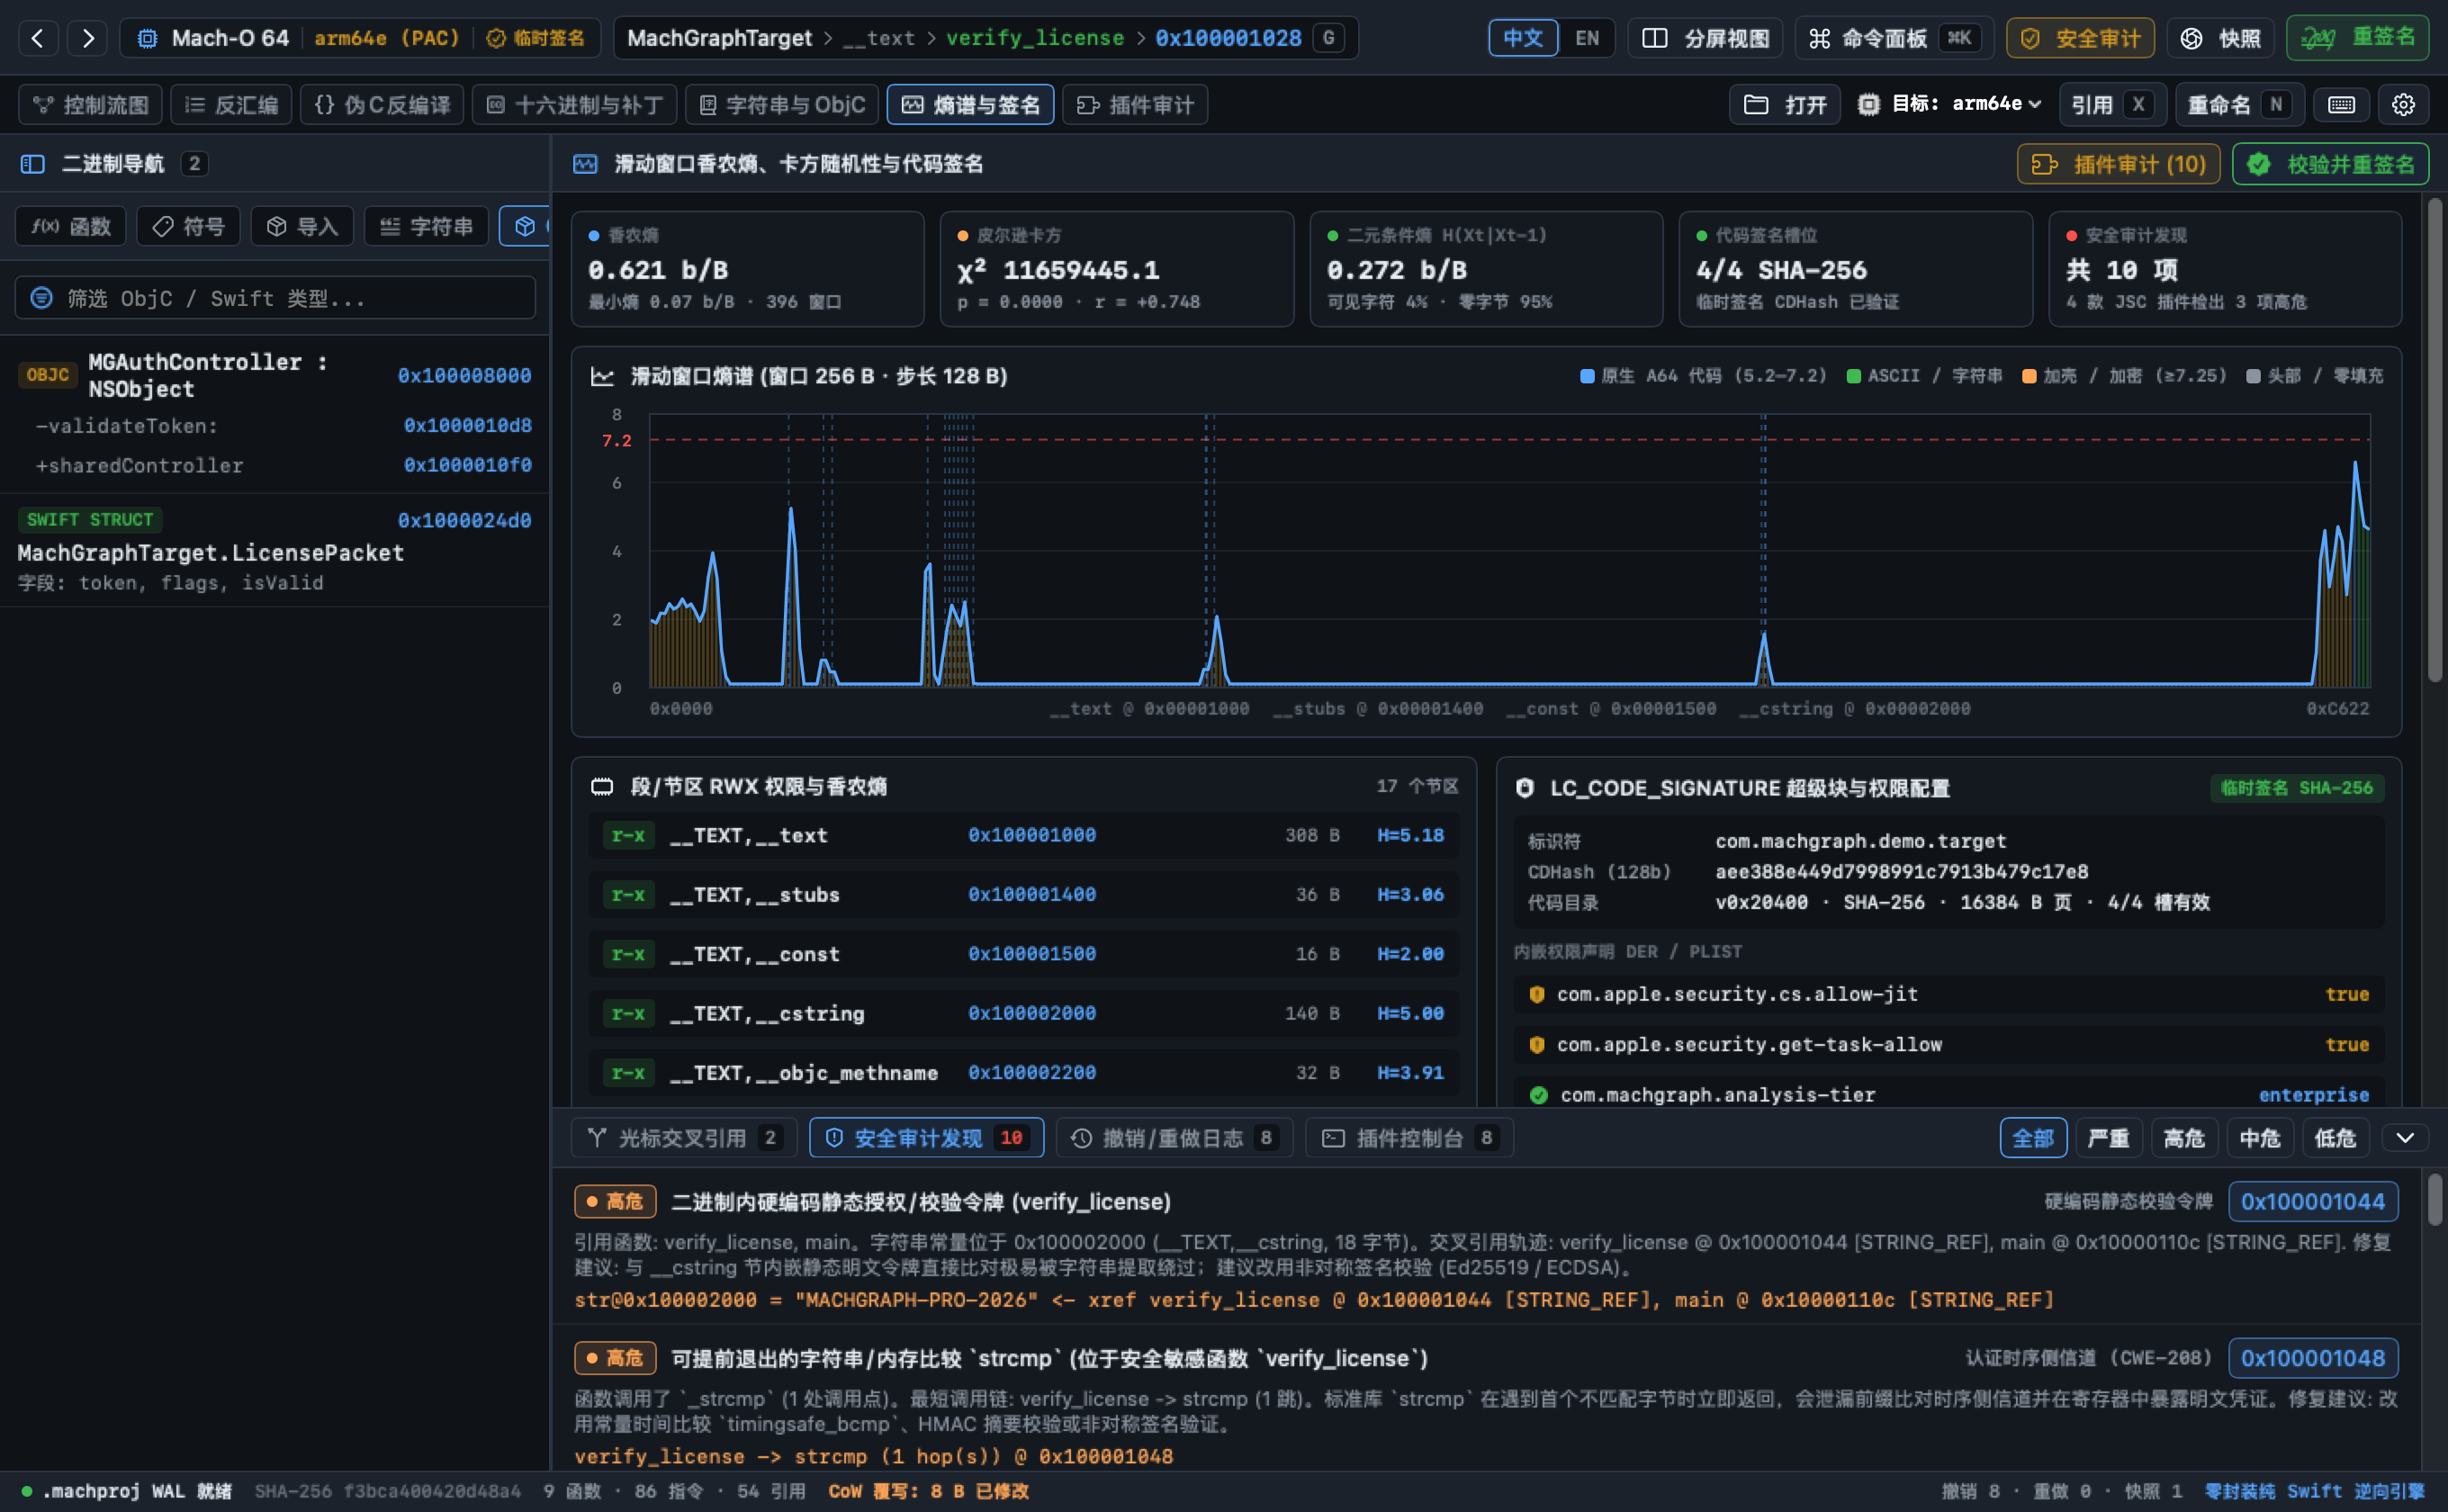 Mach-O 64 arm64e (PAC) 临时签名 MachGraphTarget > __text > verify_license > 0x100001028 G 中文 EN 分屏视图 命令面板 ⌘K 安全审计 快照 重签名
控制流图 反汇编 {} 伪 C 反编译 十六进制与补丁 字符串与 ObjC 熵谱与签名 插件审计 打开 目标: arm64e 引用 X 重命名 N
二进制导航 2
f(x) 函数 符号 导入 字符串
筛选 ObjC / Swift 类型...
OBJC MGAuthController : NSObject 0x100008000
-validateToken: 0x1000010d8
+sharedController 0x1000010f0
SWIFT STRUCT 0x1000024d0
MachGraphTarget.LicensePacket
字段: token, flags, isValid
滑动窗口香农熵、卡方随机性与代码签名 插件审计 (10) 校验并重签名
香农熵
0.621 b/B
最小熵 0.07 b/B · 396 窗口
皮尔逊卡方
χ² 11659445.1
p = 0.0000 · r = +0.748
二元条件熵 H(Xt|Xt-1)
0.272 b/B
可见字符 4% · 零字节 95%
代码签名槽位
4/4 SHA-256
临时签名 CDHash 已验证
安全审计发现
共 10 项
4 款 JSC 插件检出 3 项高危
滑动窗口熵谱 (窗口 256 B · 步长 128 B) 原生 A64 代码 (5.2–7.2) ASCII / 字符串 加壳 / 加密 (≥7.25) 头部 / 零填充
8
7.2
6
4
2
0
0x0000 __text @ 0x00001000 __stubs @ 0x00001400 __const @ 0x00001500 __cstring @ 0x00002000 0xC622
段/节区 RWX 权限与香农熵 17 个节区
r-x __TEXT,__text 0x100001000 308 B H=5.18
r-x __TEXT,__stubs 0x100001400 36 B H=3.06
r-x __TEXT,__const 0x100001500 16 B H=2.00
r-x __TEXT,__cstring 0x100002000 140 B H=5.00
r-x __TEXT,__objc_methname 0x100002200 32 B H=3.91
LC_CODE_SIGNATURE 超级块与权限配置 临时签名 SHA-256
标识符 com.machgraph.demo.target
CDHash (128b) aee388e449d7998991c7913b479c17e8
代码目录 v0x20400 · SHA-256 · 16384 B 页 · 4/4 槽有效
内嵌权限声明 DER / PLIST
com.apple.security.cs.allow-jit true
com.apple.security.get-task-allow true
com.machgraph.analysis-tier enterprise
光标交叉引用 2 安全审计发现 10 撤销/重做日志 8 插件控制台 8 全部 严重 高危 中危 低危
高危 二进制内硬编码静态授权/校验令牌 (verify_license) 硬编码静态校验令牌 0x100001044
引用函数: verify_license, main。字符串常量位于 0x100002000 (__TEXT,__cstring, 18 字节)。交叉引用轨迹: verify_license @ 0x100001044 [STRING_REF], main @ 0x10000110c [STRING_REF]. 修复
建议: 与 __cstring 节内嵌静态明文令牌直接比对极易被字符串提取绕过；建议改用非对称签名校验 (Ed25519 / ECDSA)。
str@0x100002000 = "MACHGRAPH-PRO-2026" <- xref verify_license @ 0x100001044 [STRING_REF], main @ 0x10000110c [STRING_REF]
高危 可提前退出的字符串/内存比较 `strcmp` (位于安全敏感函数 `verify_license`) 认证时序侧信道 (CWE-208) 0x100001048
函数调用了 `_strcmp` (1 处调用点)。最短调用链: verify_license -> strcmp (1 跳)。标准库 `strcmp` 在遇到首个不匹配字节时立即返回，会泄漏前缀比对时序侧信道并在寄存器中暴露明文凭证。修复建议: 改
用常量时间比较 `timingsafe_bcmp`、HMAC 摘要校验或非对称签名验证。
verify_license -> strcmp (1 hop(s)) @ 0x100001048
.machproj WAL 就绪 SHA-256 f3bca400420d48a4 9 函数 · 86 指令 · 54 引用 CoW 覆写: 8 B 已修改 撤销 8 · 重做 0 · 快照 1 零封装纯 Swift 逆向引擎